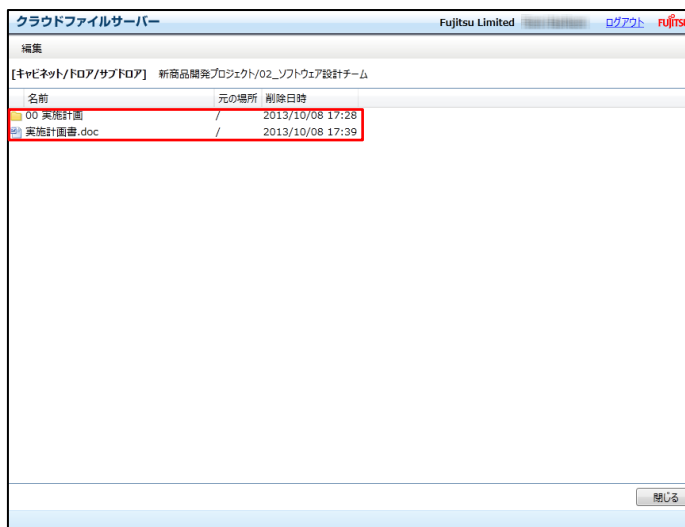 クラウドファイルサーバー Fujitsu Limited ログアウト FUJITSU
編集
[キャビネット/ドロア/サブドロア] 新商品開発プロジェクト/02_ソフトウェア設計チーム
名前 元の場所 削除日時
00 実施計画 / 2013/10/08 17:28
実施計画書.doc / 2013/10/08 17:39
閉じる